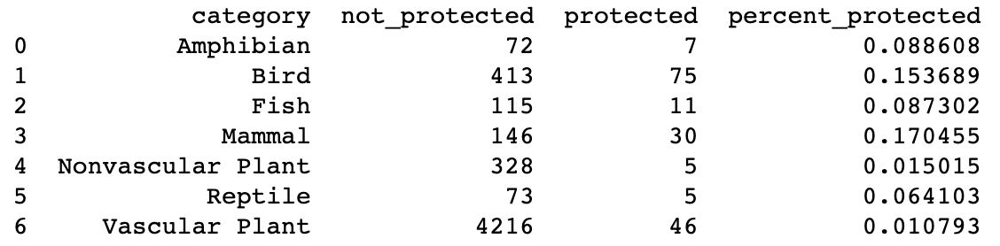 category not_protected protected percent_protected
0 Amphibian 72 7 0.088608
1 Bird 413 75 0.153689
2 Fish 115 11 0.087302
3 Mammal 146 30 0.170455
4 Nonvascular Plant 328 5 0.015015
5 Reptile 73 5 0.064103
6 Vascular Plant 4216 46 0.010793